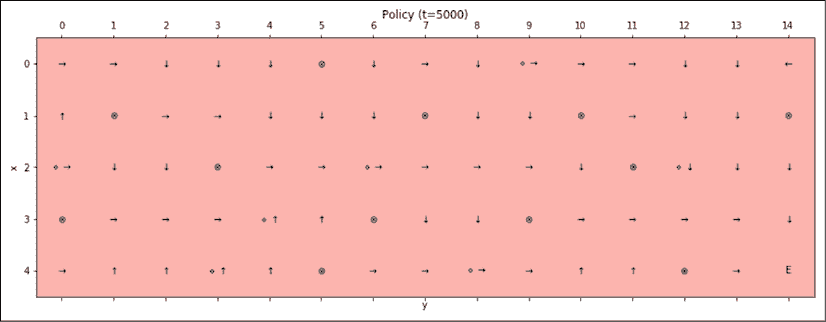 Policy (t=5000)
0 1 2 3 4 5 6 7 8 9 10 11 12 13 14
0 → → ↓ ↓ ↓ ⊗ ↓ → ↓ ⋄ → → → ↓ ↓ ←
1 ↑ ⊗ → → ↓ ↓ ↓ ⊗ ↓ ↓ ⊗ → ↓ ↓ ⊗
x 2 ⋄ → ↓ ↓ ⊗ → → ⋄ → → → → ↓ ⊗ ⋄ ↓ ↓ ↓
3 ⊗ → → → ⋄ ↑ ↑ ⊗ ↓ ↓ ⊗ → → → → ↓
4 → ↑ ↑ ⋄ ↑ ↑ ⊗ → → ⋄ → → ↑ ↑ ⊗ → E
y